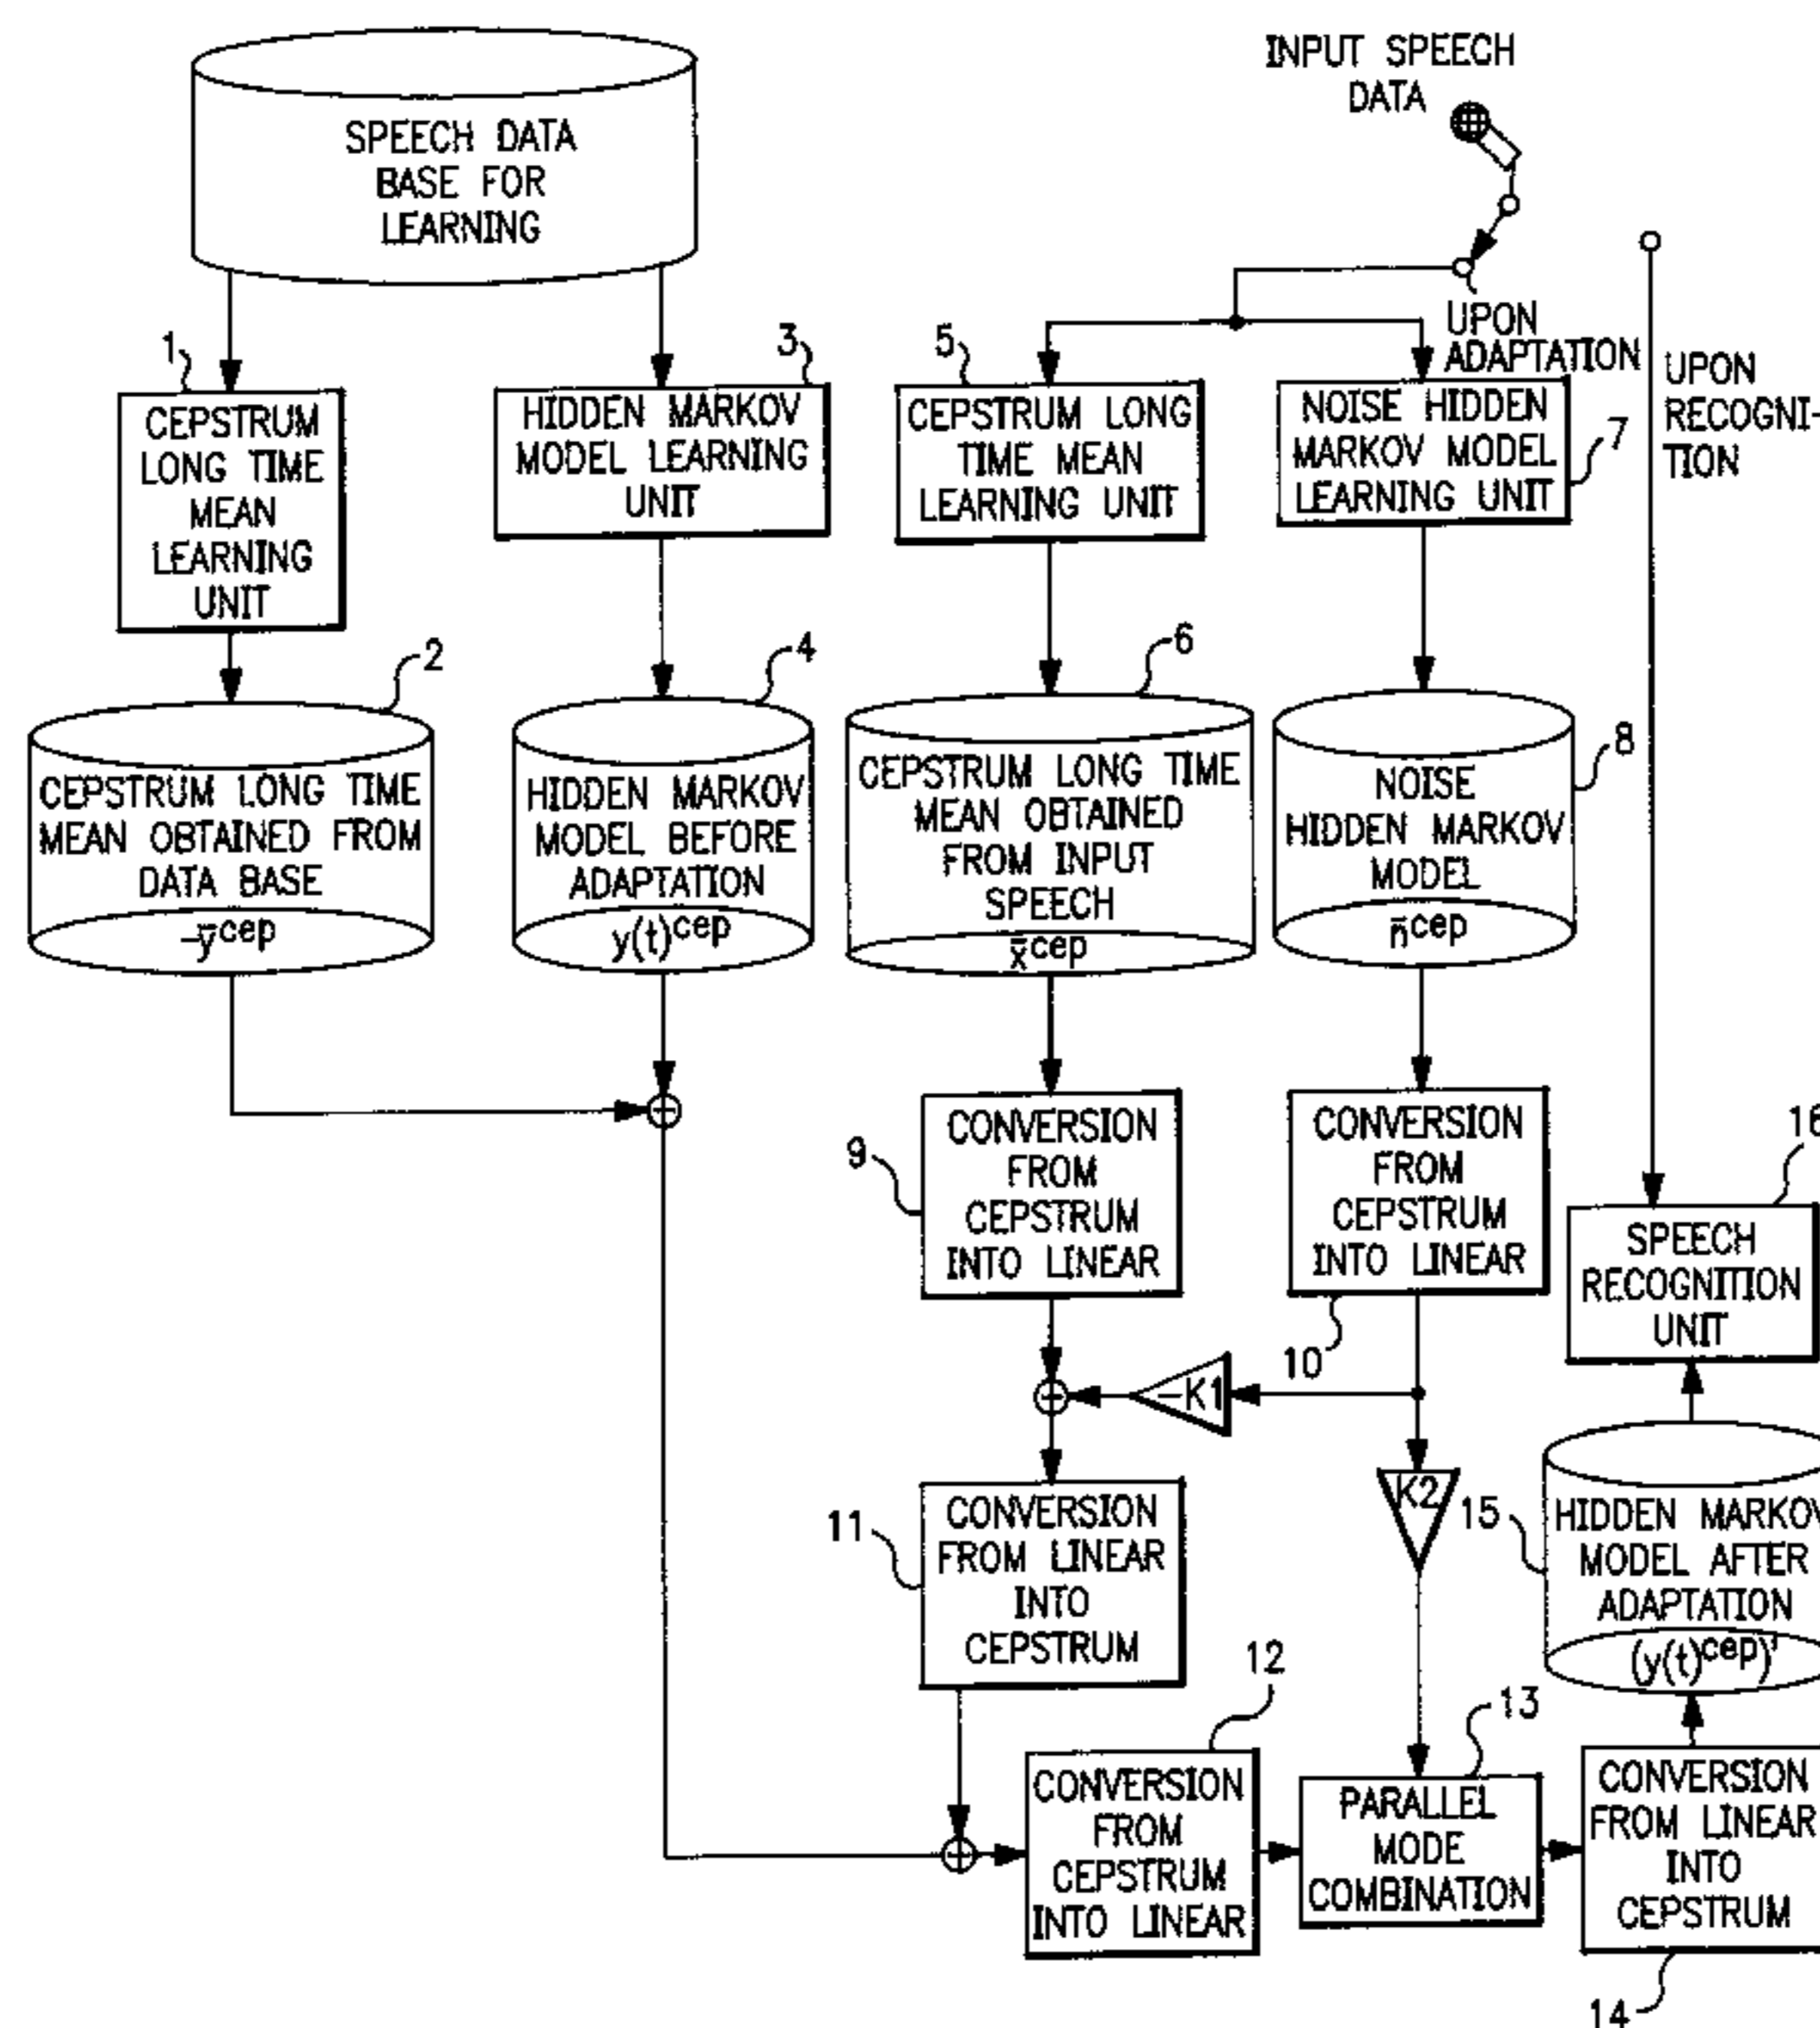 SPEECH DATA
BASE FOR
LEARNING
INPUT SPEECH
DATA
UPON
ADAPTATION
UPON
RECOGNI-
TION
1
CEPSTRUM
LONG TIME
MEAN
LEARNING
UNIT
3
HIDDEN MARKOV
MODEL LEARNING
UNIT
5
CEPSTRUM LONG
TIME MEAN
LEARNING UNIT
NOISE HIDDEN
MARKOV MODEL
LEARNING UNIT
7
2
CEPSTRUM LONG TIME
MEAN OBTAINED FROM
DATA BASE
-ȳcep
4
HIDDEN MARKOV
MODEL BEFORE
ADAPTATION
y(t)cep
6
CEPSTRUM LONG TIME
MEAN OBTAINED
FROM INPUT
SPEECH
x̄cep
8
NOISE
HIDDEN MARKOV
MODEL
n̄cep
9
CONVERSION
FROM
CEPSTRUM
INTO LINEAR
CONVERSION
FROM
CEPSTRUM
INTO LINEAR
10
16
SPEECH
RECOGNITION
UNIT
-K1
K2
11
CONVERSION
FROM LINEAR
INTO
CEPSTRUM
15
HIDDEN MARKOV
MODEL AFTER
ADAPTATION
(y(t)cep)'
12
CONVERSION
FROM
CEPSTRUM
INTO LINEAR
13
PARALLEL
MODE
COMBINATION
CONVERSION
FROM LINEAR
INTO
CEPSTRUM
14